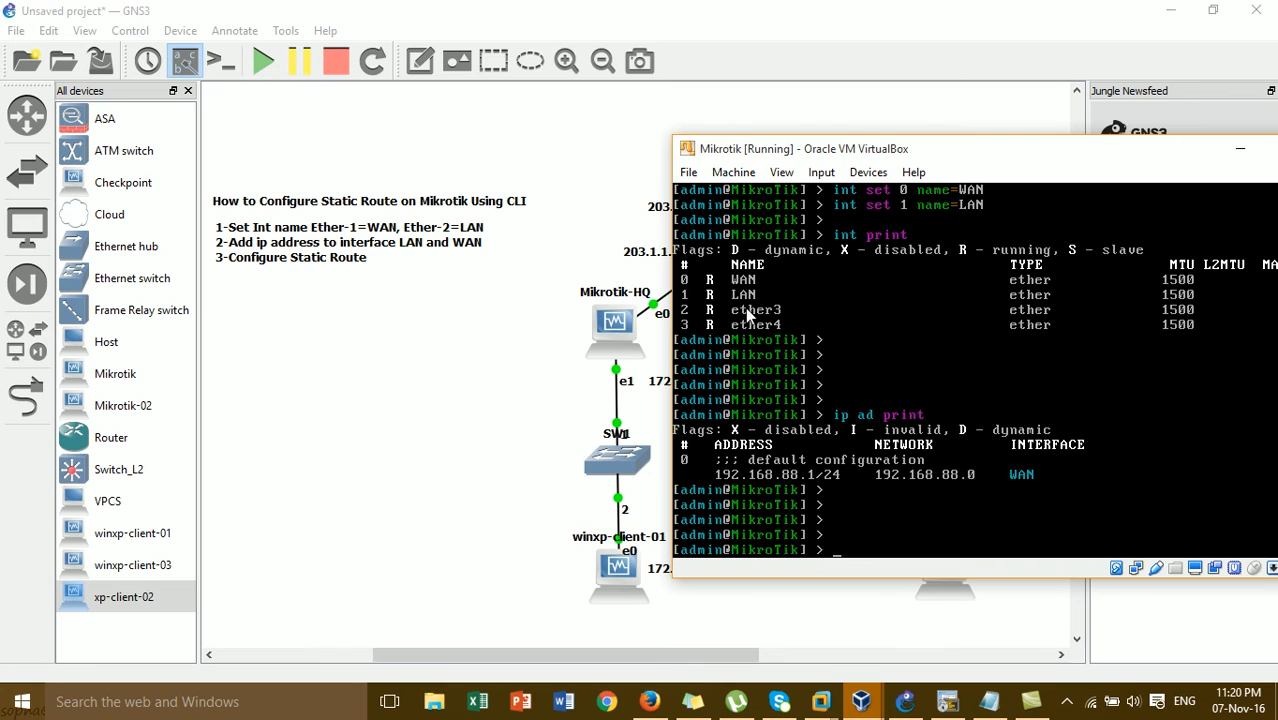 Unsaved project* — GNS3
File Edit View Control Device Annotate Tools Help
All devices
ASA
ATM switch
Checkpoint
Cloud
Ethernet hub
Ethernet switch
Frame Relay switch
Host
Mikrotik
Mikrotik-02
Router
Switch_L2
VPCS
winxp-client-01
winxp-client-03
xp-client-02
How to Configure Static Route on Mikrotik Using CLI
1-Set Int name Ether-1=WAN, Ether-2=LAN
2-Add ip address to interface LAN and WAN
3-Configure Static Route
203.
203.1.1.
Mikrotik-HQ
e0
e1
172
SW1
1
2
winxp-client-01
e0
172.
Jungle Newsfeed
GNS3
Mikrotik [Running] - Oracle VM VirtualBox
File Machine View Input Devices Help
[admin@MikroTik] > int set 0 name=WAN
[admin@MikroTik] > int set 1 name=LAN
[admin@MikroTik] >
[admin@MikroTik] > int print
Flags: D - dynamic, X - disabled, R - running, S - slave
# NAME TYPE MTU L2MTU MA
0 R WAN ether 1500
1 R LAN ether 1500
2 R ether3 ether 1500
3 R ether4 ether 1500
[admin@MikroTik] >
[admin@MikroTik] >
[admin@MikroTik] >
[admin@MikroTik] >
[admin@MikroTik] >
[admin@MikroTik] > ip ad print
Flags: X - disabled, I - invalid, D - dynamic
# ADDRESS NETWORK INTERFACE
0 ;;; default configuration
192.168.88.1/24 192.168.88.0 WAN
[admin@MikroTik] >
[admin@MikroTik] >
[admin@MikroTik] >
[admin@MikroTik] >
[admin@MikroTik] > _
Search the web and Windows
ENG
11:20 PM
07-Nov-16